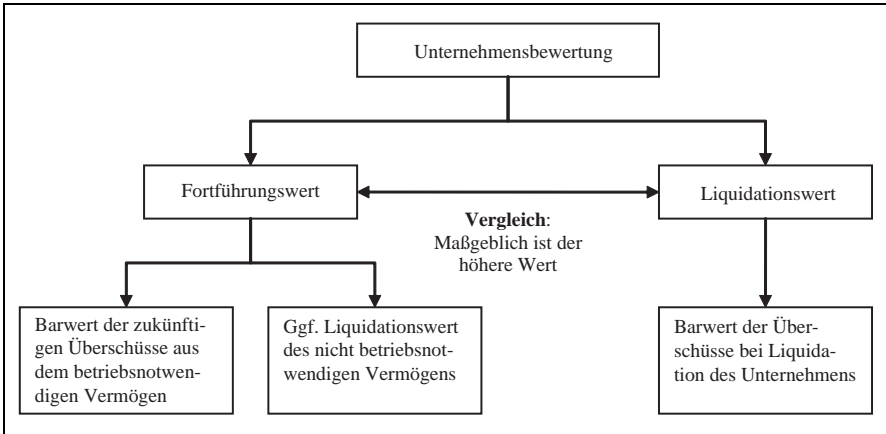 Unternehmensbewertung
Fortführungswert
Liquidationswert
Vergleich:
Maßgeblich ist der
höhere Wert
Barwert der zukünfti-
gen Überschüsse aus
dem betriebsnotwen-
digen Vermögen
Ggf. Liquidationswert
des nicht betriebsnot-
wendigen Vermögens
Barwert der Über-
schüsse bei Liquida-
tion des Unternehmens